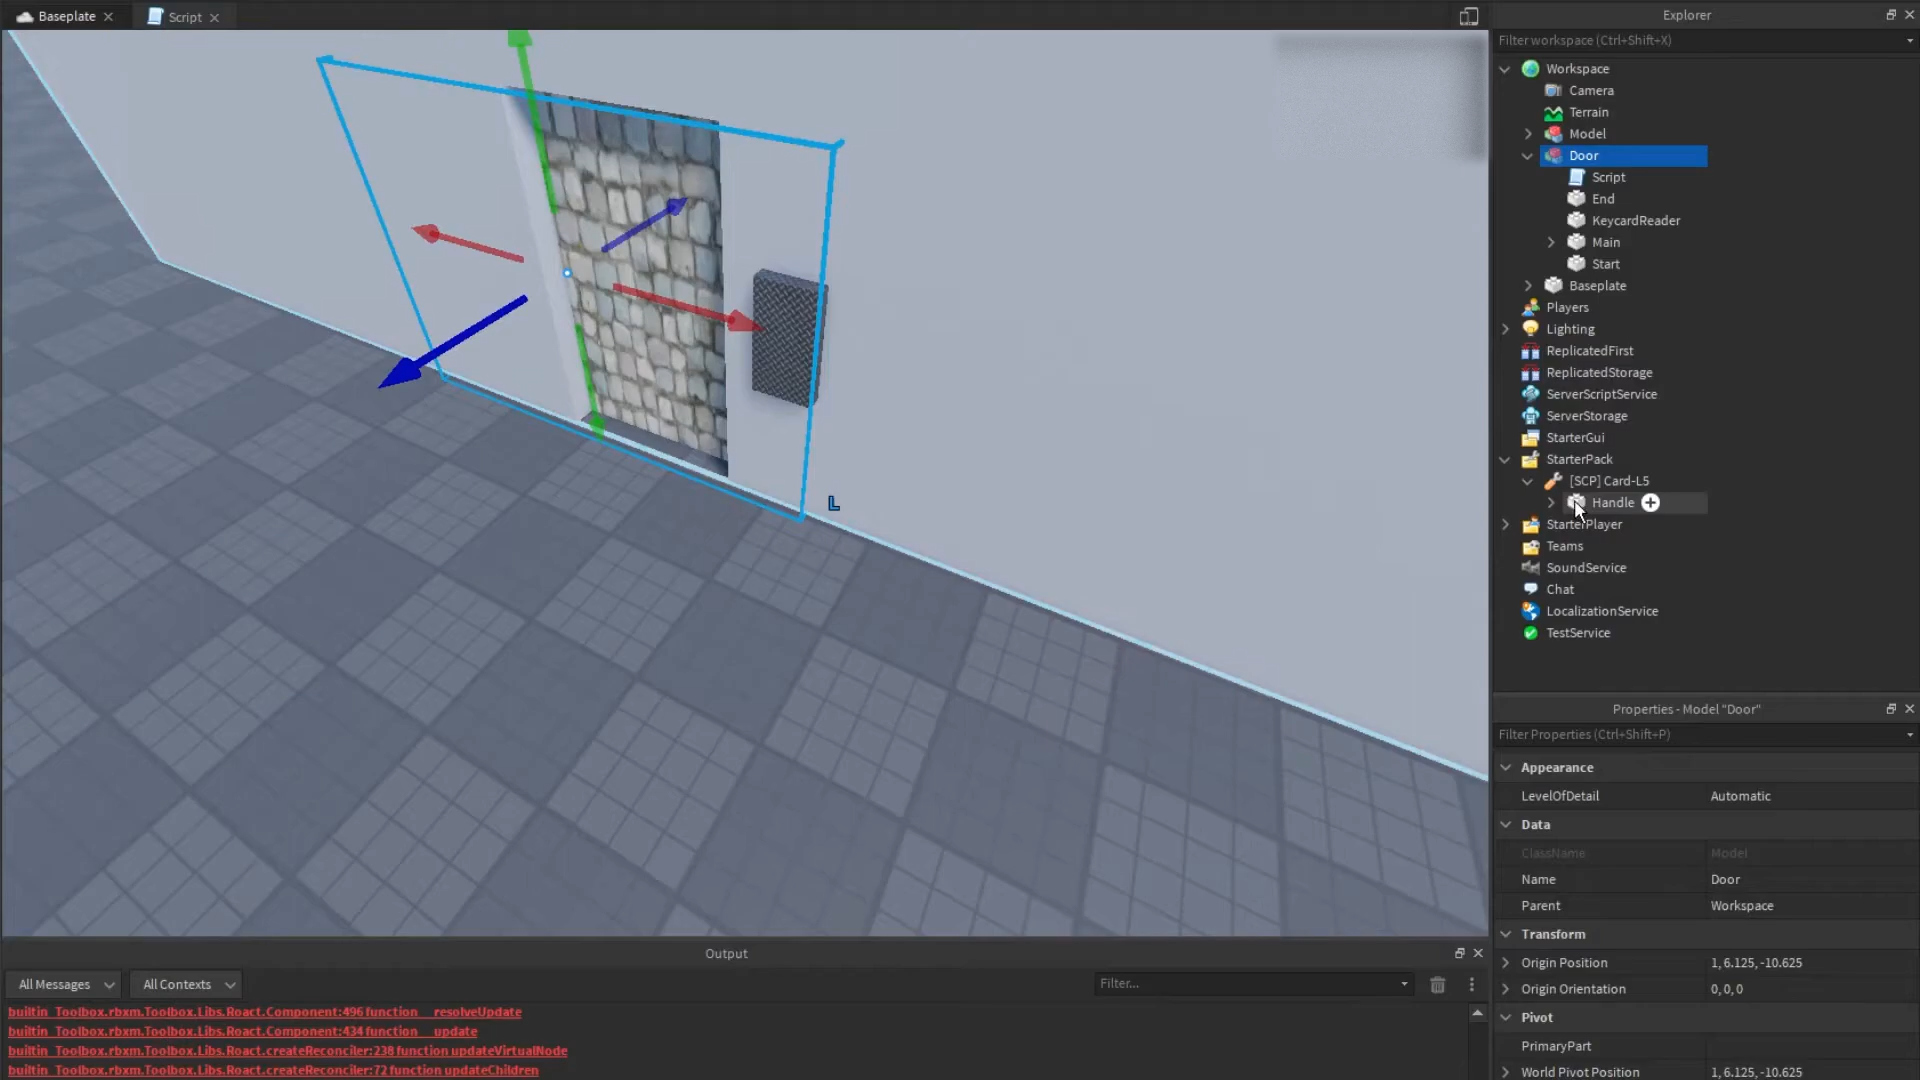 Baseplate
Script
Explorer
Filter workspace (Ctrl+Shift+X)
Workspace
Camera
Terrain
Model
Door
Script
End
KeycardReader
Main
Start
Baseplate
Players
Lighting
ReplicatedFirst
ReplicatedStorage
ServerScriptService
ServerStorage
StarterGui
StarterPack
[SCP] Card-L5
Handle
StarterPlayer
Teams
SoundService
Chat
LocalizationService
TestService
L
Properties - Model "Door"
Filter Properties (Ctrl+Shift+P)
Appearance
LevelOfDetail Automatic
Data
ClassName Model
Name Door
Parent Workspace
Transform
Origin Position 1, 6.125, -10.625
Origin Orientation 0, 0, 0
Pivot
PrimaryPart
World Pivot Position 1, 6.125, -10.625
Output
All Messages All Contexts Filter...
builtin_Toolbox.rbxm.Toolbox.Libs.Roact.Component:496 function __resolveUpdate
builtin_Toolbox.rbxm.Toolbox.Libs.Roact.Component:434 function __update
builtin_Toolbox.rbxm.Toolbox.Libs.Roact.createReconciler:238 function updateVirtualNode
builtin_Toolbox.rbxm.Toolbox.Libs.Roact.createReconciler:72 function updateChildren